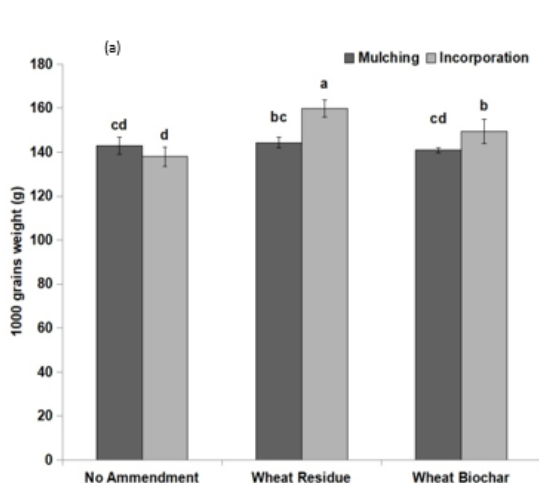 (a)
Mulching Incorporation
180
160
140
120
100
80
60
40
20
0
1000 grains weight (g)
cd
d
bc
a
cd
b
No Ammendment Wheat Residue Wheat Biochar